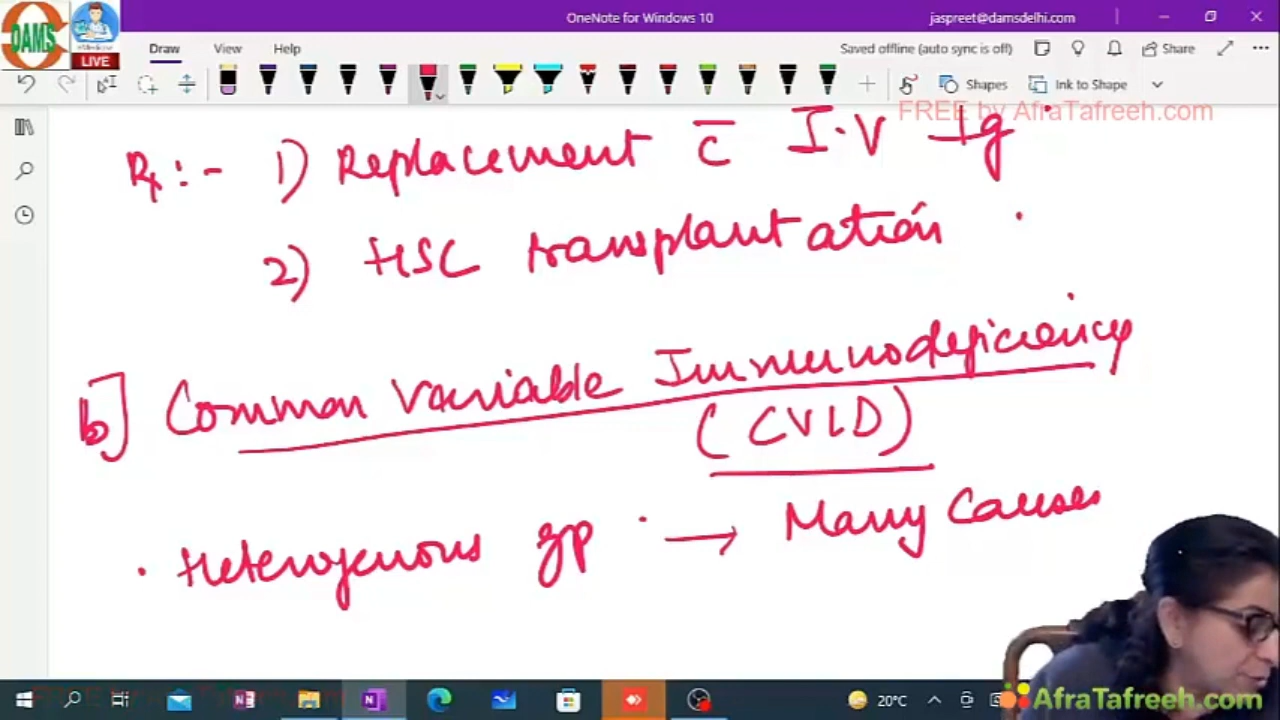 OneNote for Windows 10
jaspreet@damsdelhi.com
DAMS
eMedicoz
LIVE
Draw View Help
Saved offline (auto sync is off)
Share
Shapes
Ink to Shape
FREE by AfraTafreeh.com
Rx :- 1) Replacement c̄ I.V Ig
2) HSC transplantation
b] Common Variable Immunodeficiency
(CVID)
• Heterogenous gp → Many Causes
20°C
AfraTafreeh.com